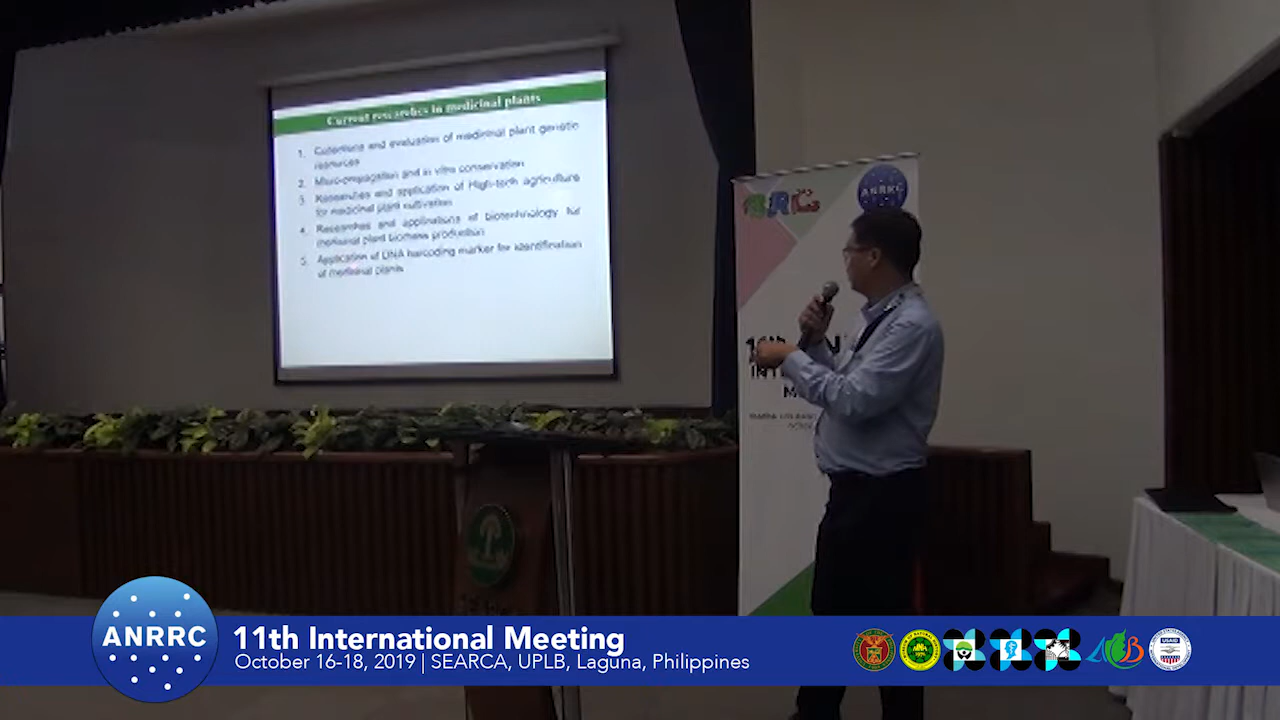 Current researches in medicinal plants
1. Collections and evaluation of medicinal plant genetic
resources
2. Micro-propagation and in vitro conservation
3. Researches and application of High-tech agriculture
for medicinal plant cultivation
4. Researches and applications of biotechnology for
medicinal plant biomass production
5. Application of DNA barcoding marker for identification
of medicinal plants
BRC
ANRRC
ANRRC
11th International Meeting
October 16-18, 2019 | SEARCA, UPLB, Laguna, Philippines
USAID